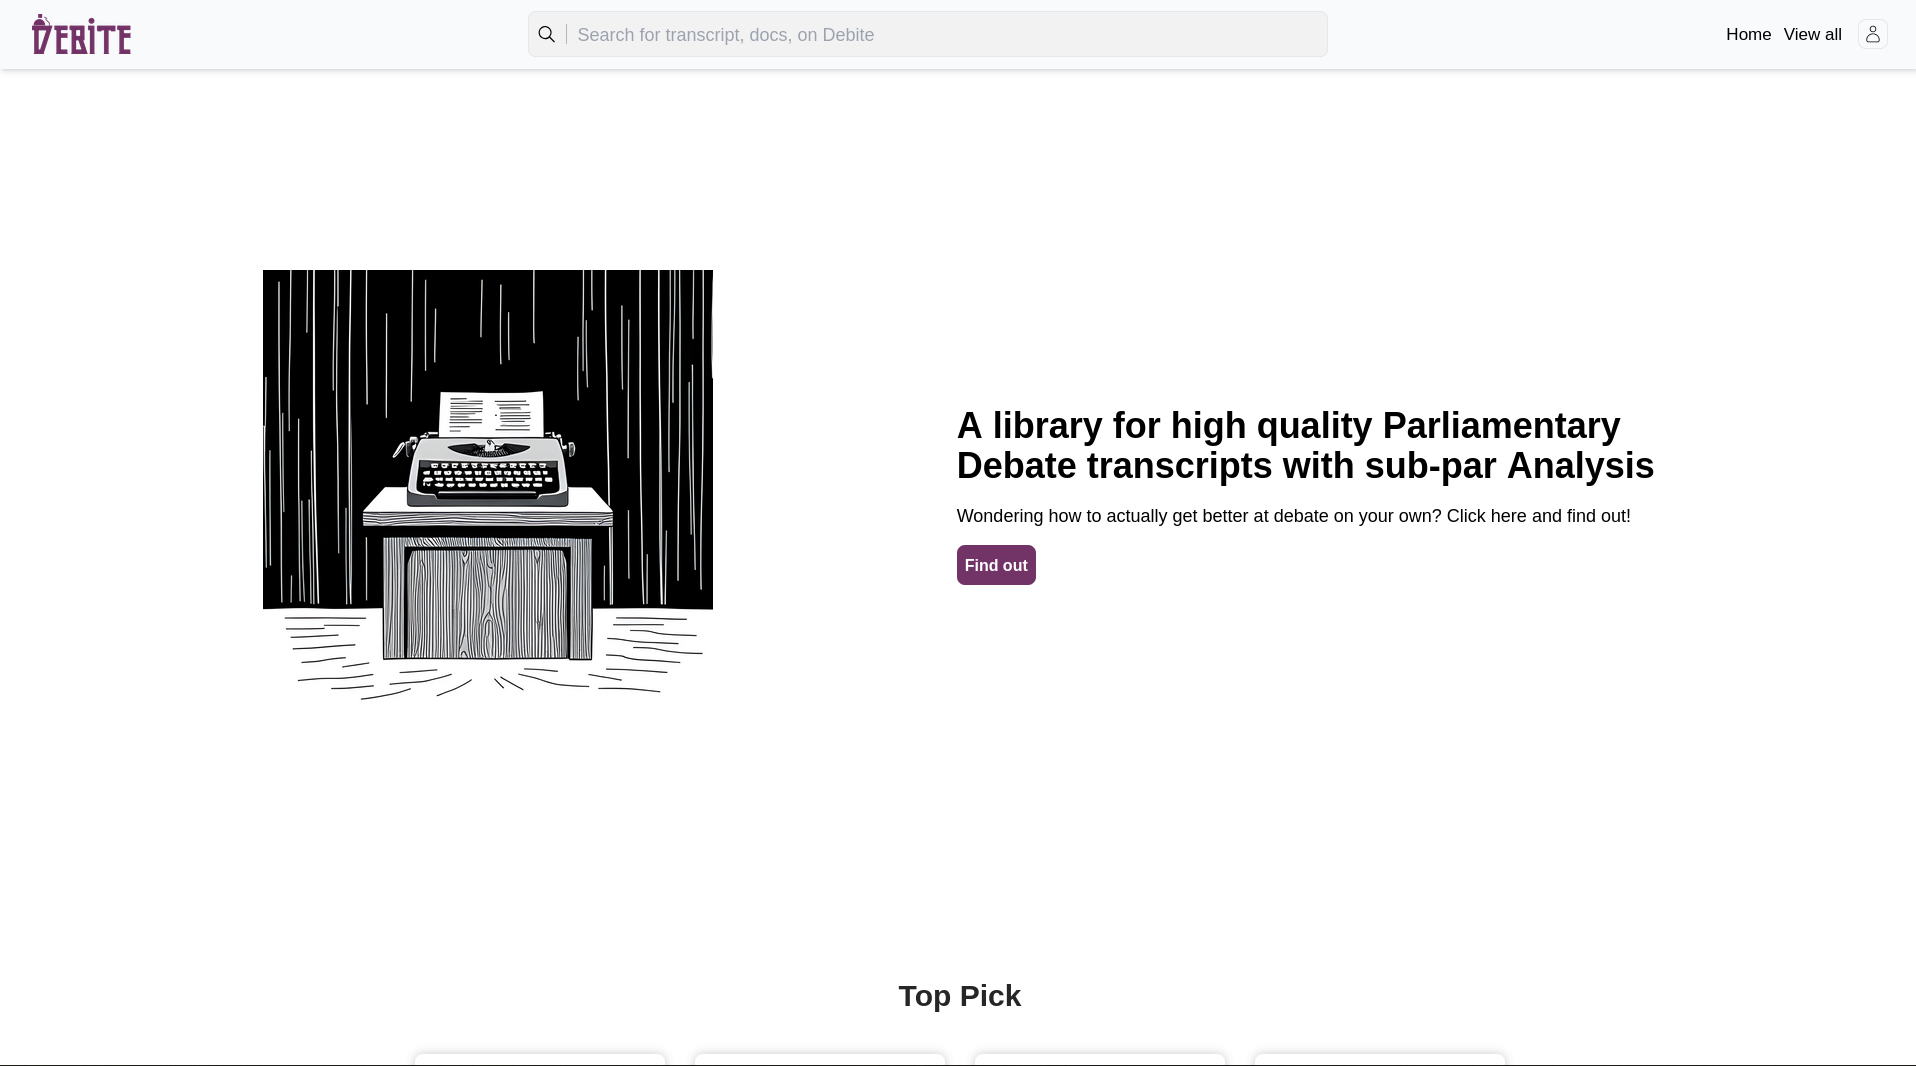 DEBITE
Search for transcript, docs, on Debite
Home View all
A library for high quality Parliamentary
Debate transcripts with sub-par Analysis
Wondering how to actually get better at debate on your own? Click here and find out!
Find out
Top Pick